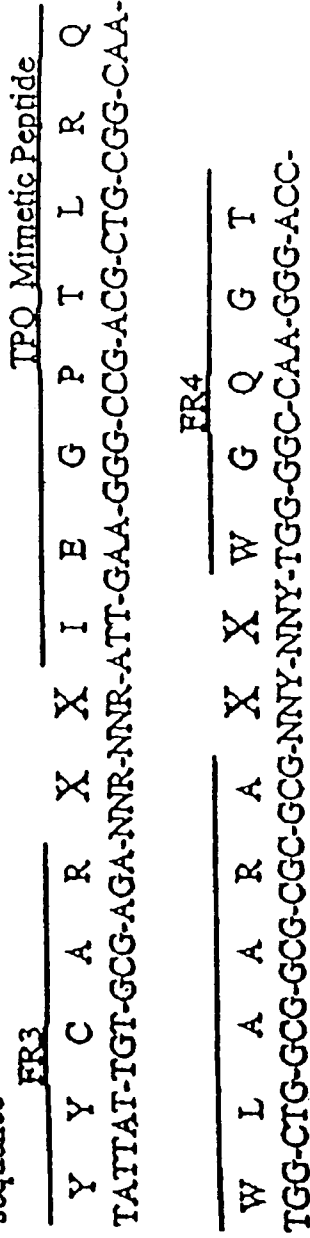 FR3
TPO Mimetic Peptide
Y Y C A R X X I E G P T L R Q
TATTAT-TGT-GCG-AGA-NNR-NNR-ATT-GAA-GGG-CCG-ACG-CTG-CGG-CAA-
FR4
W L A A R A X X W G Q G T
TGG-CTG-GCG-GCG-CGC-GCG-NNY-NNY-TGG-GGC-CAA-GGG-ACC-